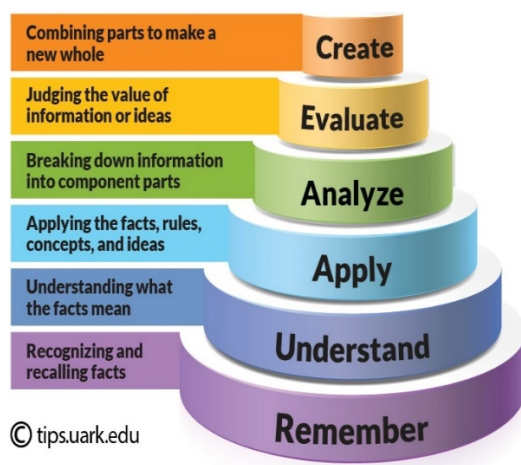 Combining parts to make a
new whole
Create
Judging the value of
information or ideas
Evaluate
Breaking down information
into component parts
Analyze
Applying the facts, rules,
concepts, and ideas
Apply
Understanding what
the facts mean
Understand
Recognizing and
recalling facts
Remember
© tips.uark.edu